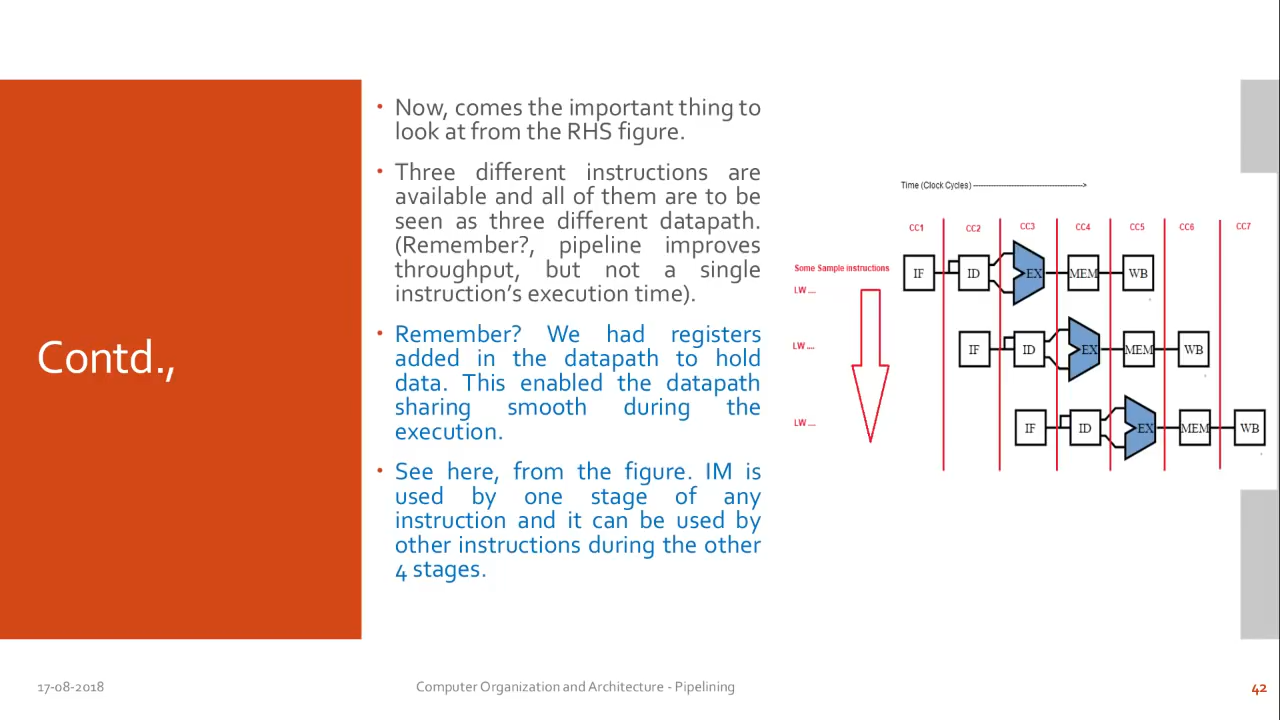 Contd.,
• Now, comes the important thing to
look at from the RHS figure.
• Three different instructions are
available and all of them are to be
seen as three different datapath.
(Remember?, pipeline improves
throughput, but not a single
instruction's execution time).
• Remember? We had registers
added in the datapath to hold
data. This enabled the datapath
sharing smooth during the
execution.
• See here, from the figure. IM is
used by one stage of any
instruction and it can be used by
other instructions during the other
4 stages.
Time (Clock Cycles) ------------------------------------------->
CC1 CC2 CC3 CC4 CC5 CC6 CC7
Some Sample instructions
LW ....
IF ID EX MEM WB
LW ....
IF ID EX MEM WB
LW ....
IF ID EX MEM WB
17-08-2018 Computer Organization and Architecture - Pipelining 42